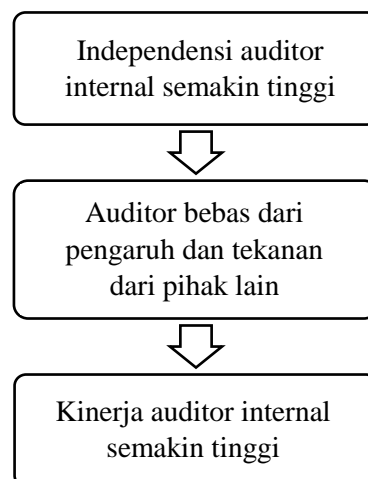 Independensi auditor
internal semakin tinggi
Auditor bebas dari
pengaruh dan tekanan
dari pihak lain
Kinerja auditor internal
semakin tinggi